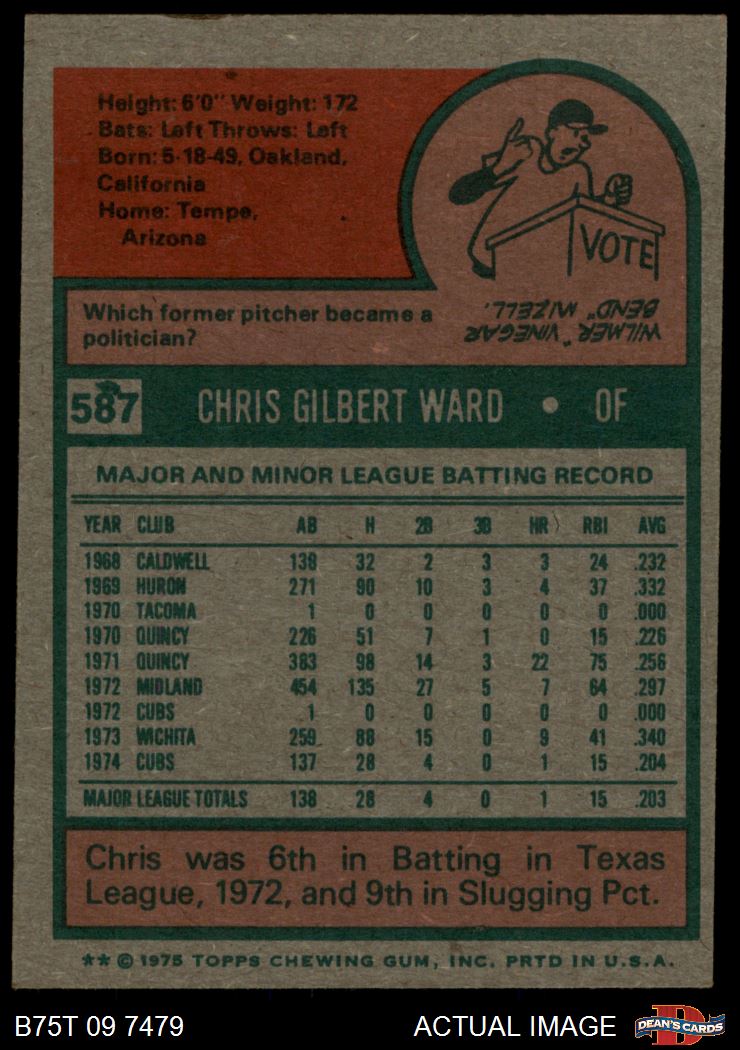 Height: 6'0" Weight: 172
Bats: Left Throws: Left
Born: 5-18-49, Oakland,
California
Home: Tempe,
Arizona
VOTE
Which former pitcher became a
politician?
WILMER "VINEGAR
BEND" MIZELL.
587 CHRIS GILBERT WARD • OF
MAJOR AND MINOR LEAGUE BATTING RECORD
YEAR CLUB AB H 2B 3B HR RBI AVG
1968 CALDWELL 138 32 2 3 3 24 .232
1969 HURON 271 90 10 3 4 37 .332
1970 TACOMA 1 0 0 0 0 0 .000
1970 QUINCY 226 51 7 1 0 15 .226
1971 QUINCY 383 98 14 3 22 75 .256
1972 MIDLAND 454 135 27 5 7 64 .297
1972 CUBS 1 0 0 0 0 0 .000
1973 WICHITA 259 88 15 0 9 41 .340
1974 CUBS 137 28 4 0 1 15 .204
MAJOR LEAGUE TOTALS 138 28 4 0 1 15 .203
Chris was 6th in Batting in Texas
League, 1972, and 9th in Slugging Pct.
** © 1975 TOPPS CHEWING GUM, INC. PRTD IN U.S.A.
B75T 09 7479 ACTUAL IMAGE D DEAN'S CARDS